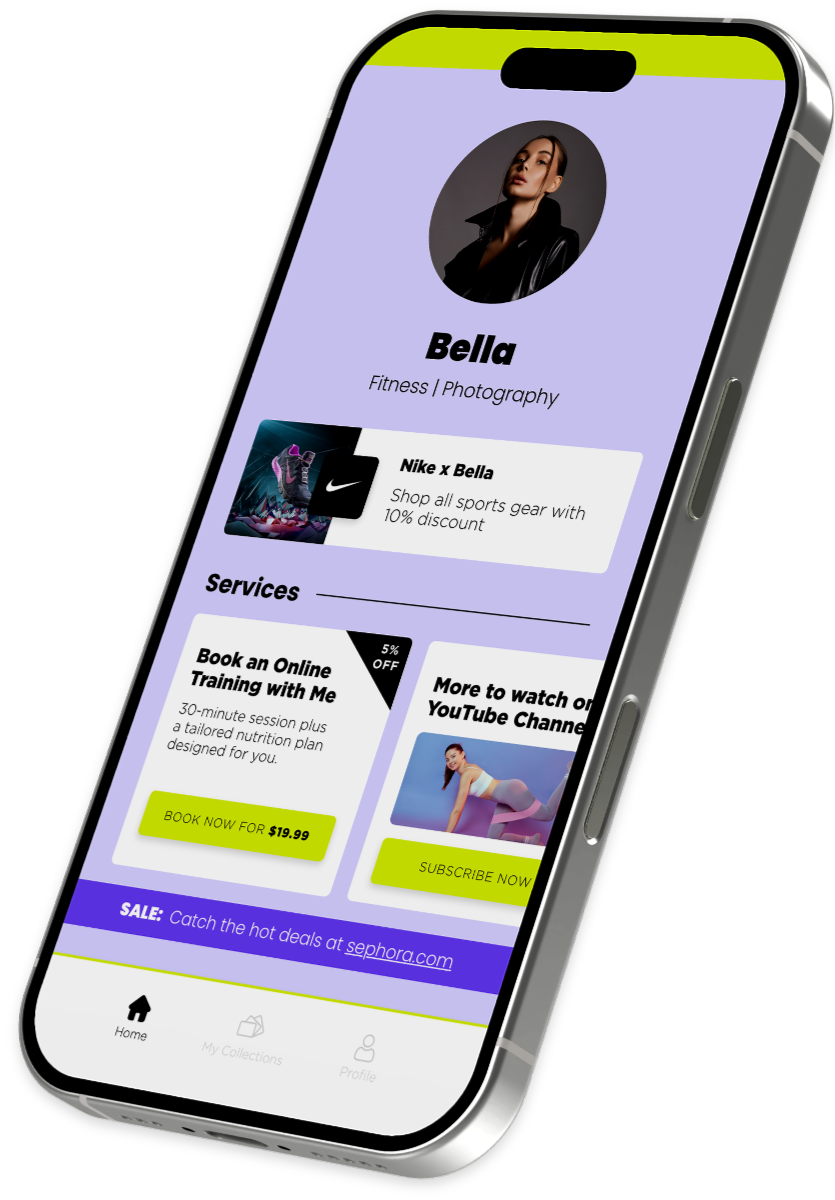 Bella
Fitness | Photography
Nike x Bella
Shop all sports gear with
10% discount
Services
5%
OFF
Book an Online
Training with Me
30-minute session plus
a tailored nutrition plan
designed for you.
BOOK NOW FOR $19.99
More to watch on
YouTube Channe
SUBSCRIBE NOW
SALE: Catch the hot deals at sephora.com
Home
My Collections
Profile